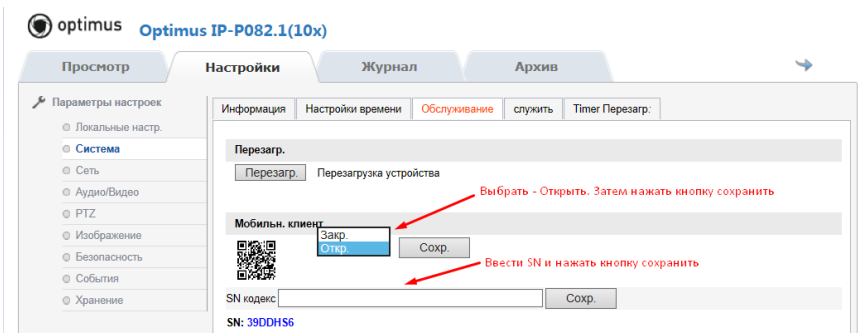 optimus Optimus IP-P082.1(10x)
Просмотр Настройки Журнал Архив
Параметры настроек
Информация Настройки времени Обслуживание служить Timer Перезагр:
Локальные настр.
Система
Перезагр.
Сеть
Перезагр. Перезагрузка устройства
Аудио/Видео
Выбрать - Открыть. Затем нажать кнопку сохранить
PTZ
Мобильн. клиент
Изображение
Закр.
Откр. Сохр.
Безопасность
Ввести SN и нажать кнопку сохранить
События
Хранение
SN кодекс Сохр.
SN: 39DDHS6